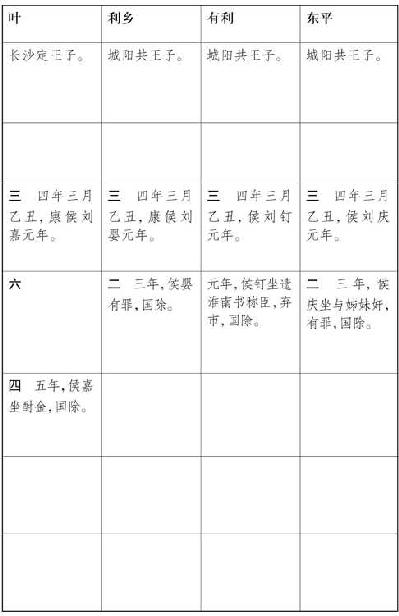 叶
利乡
有利
东平
长沙定王子。
城阳共王子。
城阳共王子。
城阳共王子。
三　四年三月
乙丑，康侯刘
嘉元年。
三　四年三月
乙丑，康侯刘
婴元年。
三　四年三月
乙丑，侯刘钉
元年。
三　四年三月
乙丑，侯刘庆
元年。
六
二　三年，侯婴
有罪，国除。
元年，侯钉坐遗
淮南书称臣，弃
市，国除。
二　三年，侯
庆坐与姊妹奸，
有罪，国除。
四　五年，侯嘉
坐酎金，国除。